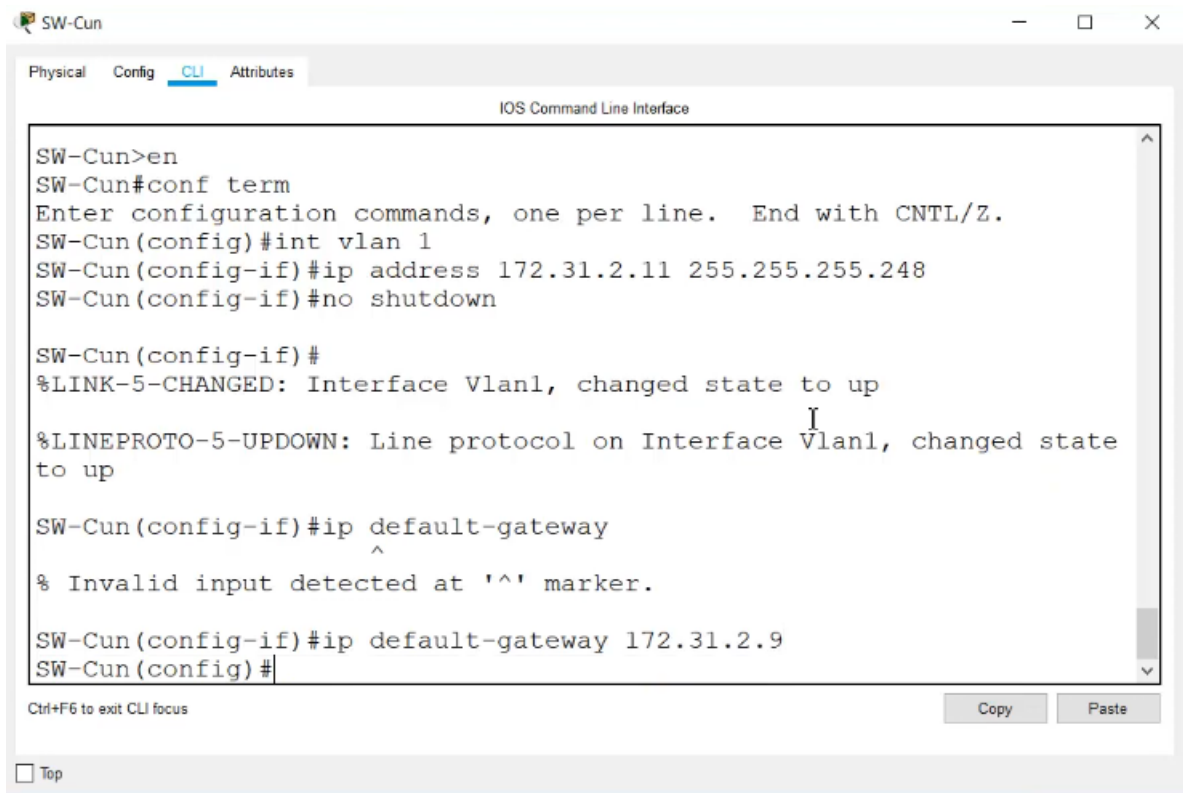 SW-Cun
Physical Config CLI Attributes
IOS Command Line Interface
SW-Cun>en
SW-Cun#conf term
Enter configuration commands, one per line.  End with CNTL/Z.
SW-Cun(config)#int vlan 1
SW-Cun(config-if)#ip address 172.31.2.11 255.255.255.248
SW-Cun(config-if)#no shutdown
SW-Cun(config-if)#
%LINK-5-CHANGED: Interface Vlan1, changed state to up
%LINEPROTO-5-UPDOWN: Line protocol on Interface Vlan1, changed state
to up
SW-Cun(config-if)#ip default-gateway
^
% Invalid input detected at '^' marker.
SW-Cun(config-if)#ip default-gateway 172.31.2.9
SW-Cun(config)#
Ctrl+F6 to exit CLI focus
Copy Paste
Top